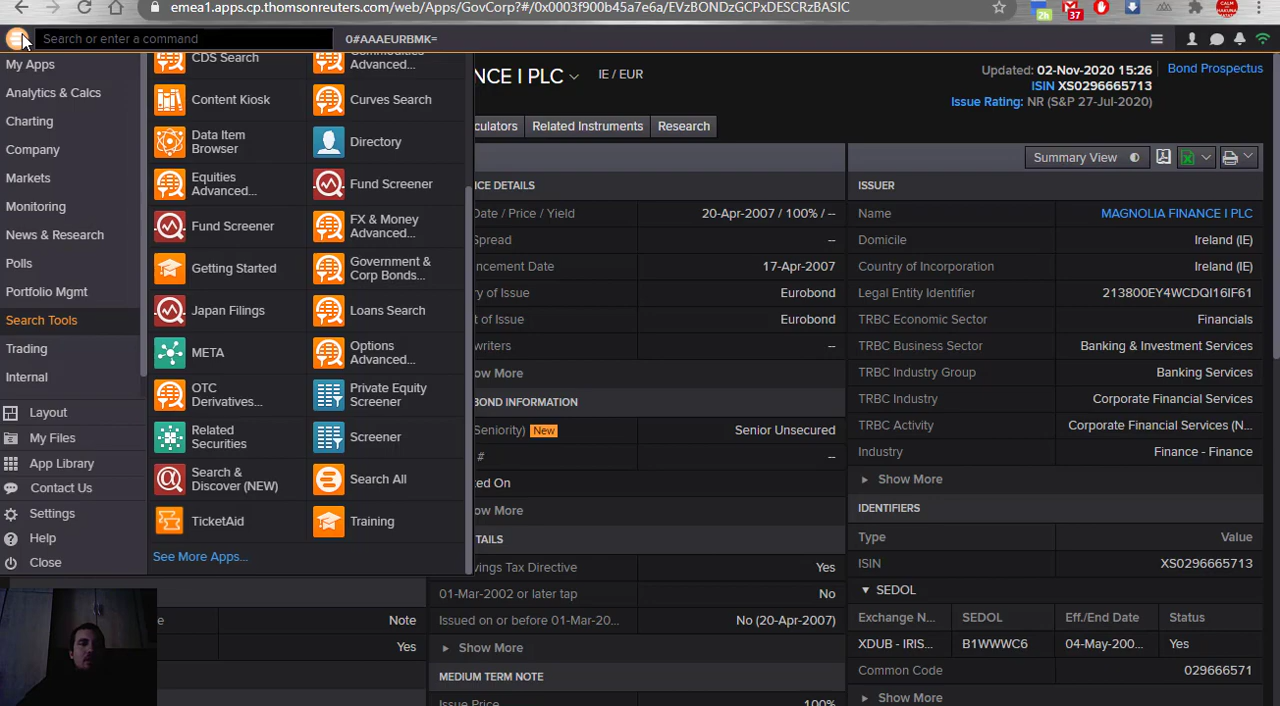 emea1.apps.cp.thomsonreuters.com/web/Apps/GovCorp?#/0x0003f900b45a7e6a/EVzBONDzGCPxDESCRzBASIC
2h
37
Search or enter a command
0#AAAEURBMK=
My Apps
Analytics & Calcs
Charting
Company
Markets
Monitoring
News & Research
Polls
Portfolio Mgmt
Search Tools
Trading
Internal
Layout
My Files
App Library
Contact Us
Settings
Help
Close
CDS Search
Commodities
Advanced...
Content Kiosk
Curves Search
Data Item
Browser
Directory
Equities
Advanced...
Fund Screener
Fund Screener
FX & Money
Advanced...
Getting Started
Government &
Corp Bonds...
Japan Filings
Loans Search
META
Options
Advanced...
OTC
Derivatives...
Private Equity
Screener
Related
Securities
Screener
Search &
Discover (NEW)
Search All
TicketAid
Training
See More Apps...
NCE I PLC
IE / EUR
Updated: 02-Nov-2020 15:26
Bond Prospectus
ISIN XS0296665713
Issue Rating: NR (S&P 27-Jul-2020)
culators
Related Instruments
Research
Summary View
CE DETAILS
Date / Price / Yield
20-Apr-2007 / 100% / --
Spread
--
ncement Date
17-Apr-2007
ry of Issue
Eurobond
t of Issue
Eurobond
writers
--
ow More
BOND INFORMATION
Seniority) New
Senior Unsecured
#
--
ed On
ow More
ETAILS
vings Tax Directive
Yes
01-Mar-2002 or later tap
No
Issued on or before 01-Mar-20...
No (20-Apr-2007)
Show More
MEDIUM TERM NOTE
Issue Price
100%
e
Note
Yes
ISSUER
Name
MAGNOLIA FINANCE I PLC
Domicile
Ireland (IE)
Country of Incorporation
Ireland (IE)
Legal Entity Identifier
213800EY4WCDQI16IF61
TRBC Economic Sector
Financials
TRBC Business Sector
Banking & Investment Services
TRBC Industry Group
Banking Services
TRBC Industry
Corporate Financial Services
TRBC Activity
Corporate Financial Services (N...
Industry
Finance - Finance
Show More
IDENTIFIERS
Type
Value
ISIN
XS0296665713
SEDOL
Exchange N...
SEDOL
Eff./End Date
Status
XDUB - IRIS...
B1WWWC6
04-May-200...
Yes
Common Code
029666571
Show More